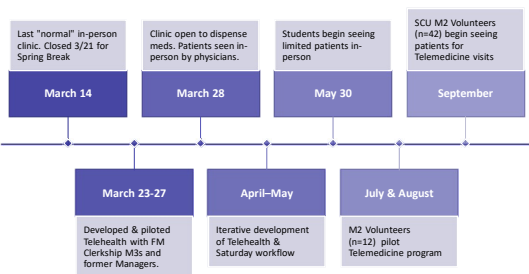 Last "normal" in-person
clinic. Closed 3/21 for
Spring Break
March 14
Clinic open to dispense
meds. Patients seen in-
person by physicians.
March 28
Students begin seeing
limited patients in-
person
May 30
SCU M2 Volunteers
(n=42) begin seeing
patients for
Telemedicine visits
September
March 23-27
Developed & piloted
Telehealth with FM
Clerkship M3s and
former Managers.
April–May
Iterative development
of Telehealth &
Saturday workflow
July & August
M2 Volunteers
(n=12) pilot
Telemedicine program